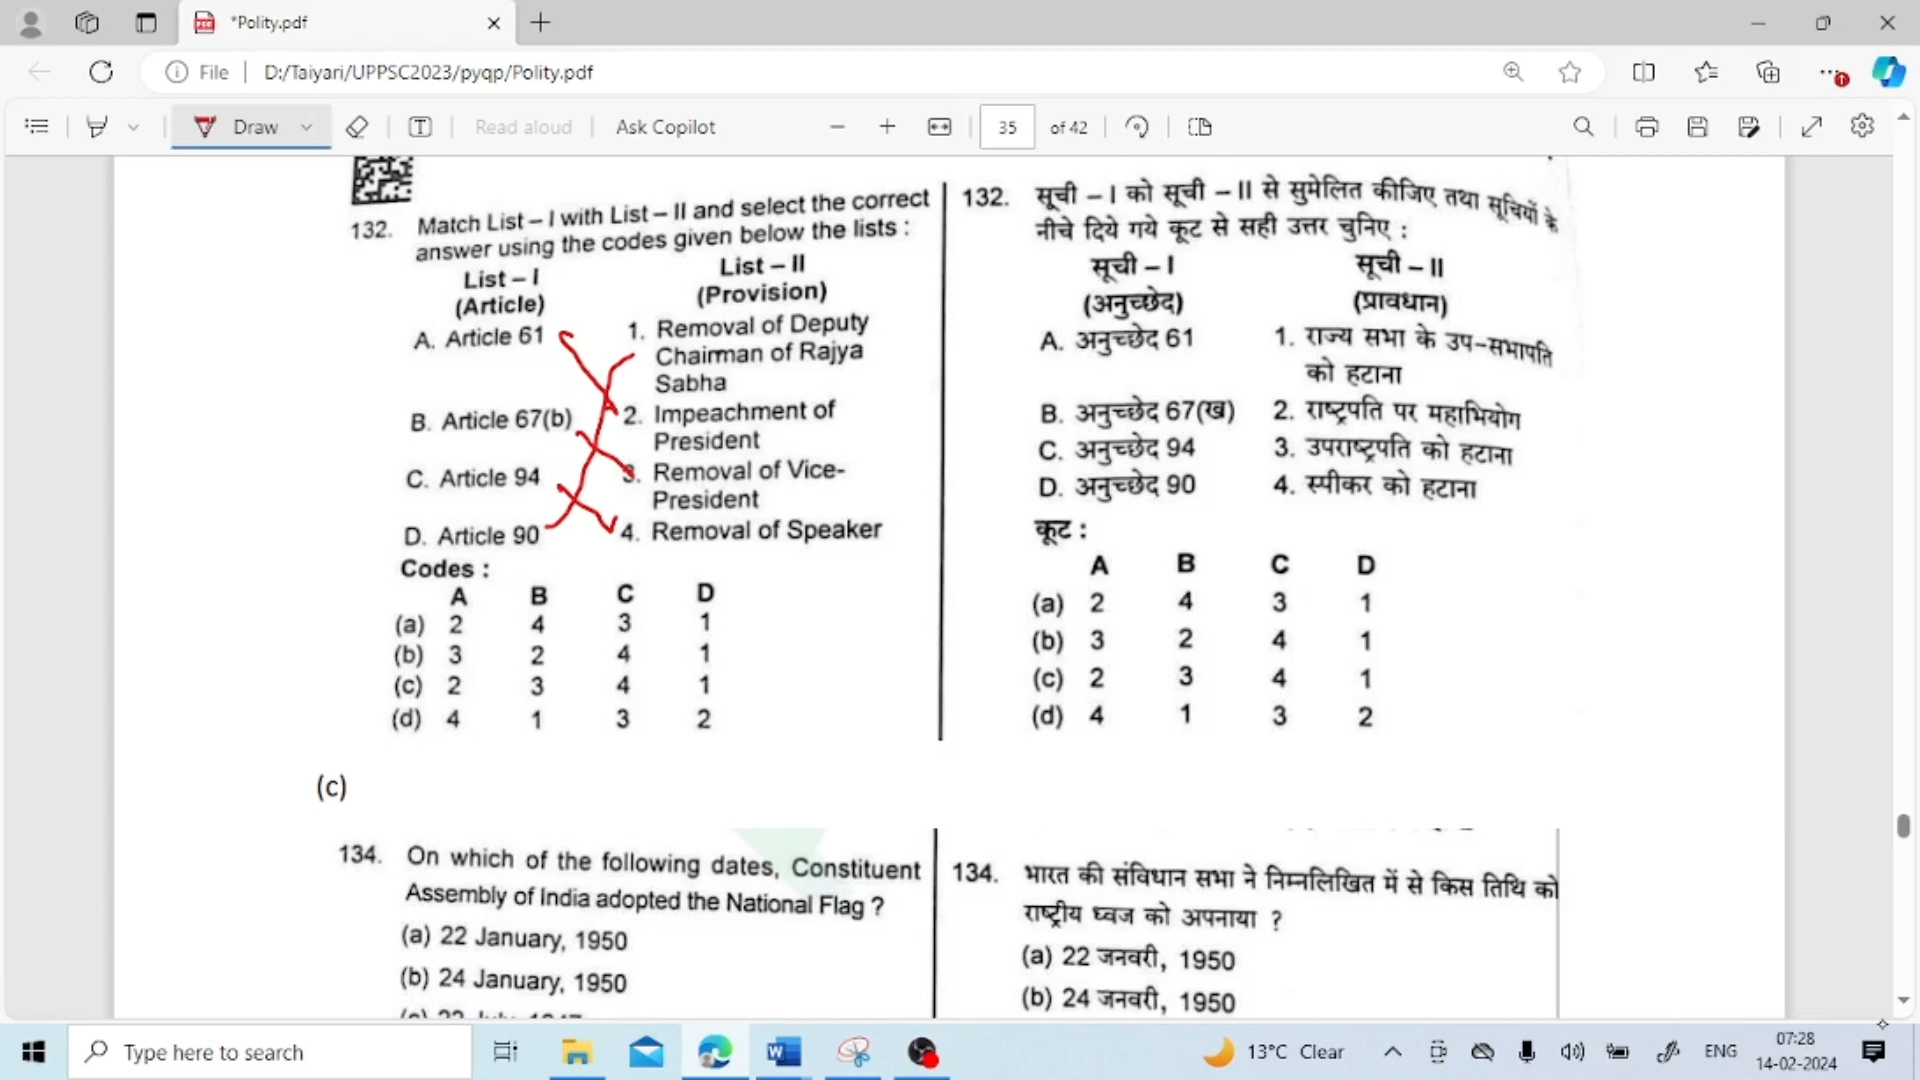 *Polity.pdf
File
D:/Taiyari/UPPSC2023/pyqp/Polity.pdf
Draw
Read aloud
Ask Copilot
35
of 42
132. Match List – I with List – II and select the correct
answer using the codes given below the lists :
List – I
List – II
(Article)
(Provision)
A. Article 61
1. Removal of Deputy
Chairman of Rajya
Sabha
B. Article 67(b)
2. Impeachment of
President
C. Article 94
3. Removal of Vice-
President
D. Article 90
4. Removal of Speaker
Codes :
A B C D
(a) 2 4 3 1
(b) 3 2 4 1
(c) 2 3 4 1
(d) 4 1 3 2
132. सूची – I को सूची – II से सुमेलित कीजिए तथा सूचियों के
नीचे दिये गये कूट से सही उत्तर चुनिए :
सूची – I
सूची – II
(अनुच्छेद)
(प्रावधान)
A. अनुच्छेद 61
1. राज्य सभा के उप-सभापति
को हटाना
B. अनुच्छेद 67(ख)
2. राष्ट्रपति पर महाभियोग
C. अनुच्छेद 94
3. उपराष्ट्रपति को हटाना
D. अनुच्छेद 90
4. स्पीकर को हटाना
कूट :
A B C D
(a) 2 4 3 1
(b) 3 2 4 1
(c) 2 3 4 1
(d) 4 1 3 2
(c)
134. On which of the following dates, Constituent
Assembly of India adopted the National Flag ?
(a) 22 January, 1950
(b) 24 January, 1950
134. भारत की संविधान सभा ने निम्नलिखित में से किस तिथि को
राष्ट्रीय ध्वज को अपनाया ?
(a) 22 जनवरी, 1950
(b) 24 जनवरी, 1950
Type here to search
13°C Clear
ENG
07:28
14-02-2024